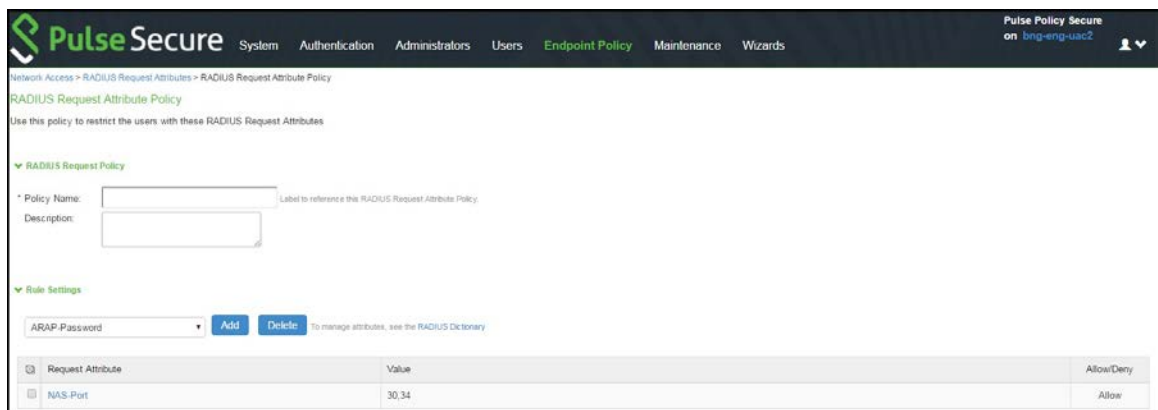 Pulse Secure
System Authentication Administrators Users Endpoint Policy Maintenance Wizards
Pulse Policy Secure
on bng-eng-uac2
Network Access > RADIUS Request Attributes > RADIUS Request Attribute Policy
RADIUS Request Attribute Policy
Use this policy to restrict the users with these RADIUS Request Attributes
RADIUS Request Policy
* Policy Name: Label to reference this RADIUS Request Attribute Policy.
Description:
Rule Settings
ARAP-Password Add Delete To manage attributes, see the RADIUS Dictionary
Request Attribute Value Allow/Deny
NAS-Port 30,34 Allow